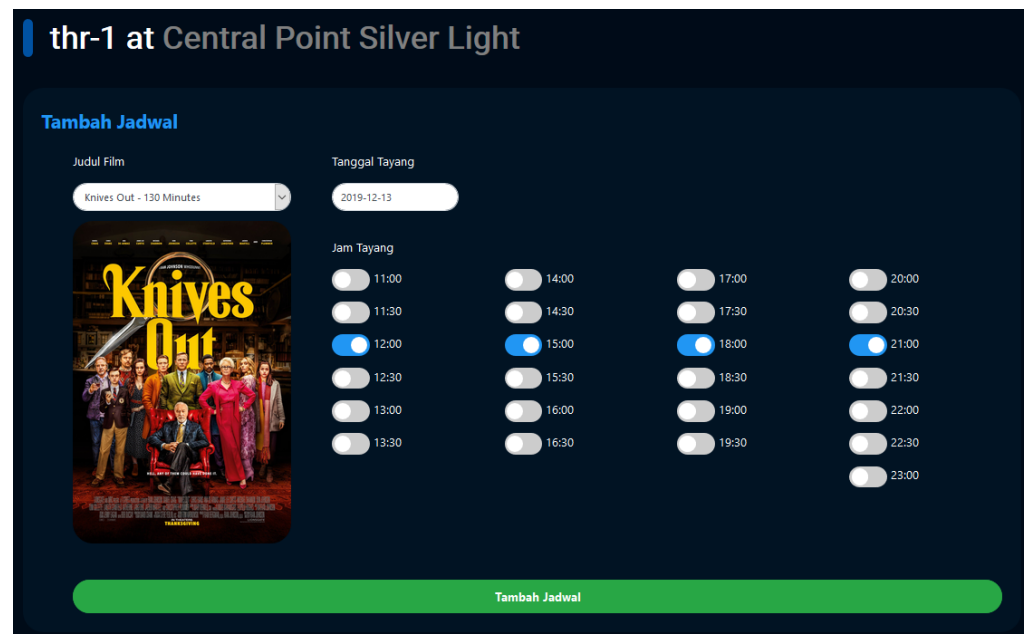 thr-1 at Central Point Silver Light
Tambah Jadwal
Judul Film
Knives Out - 130 Minutes
Tanggal Tayang
2019-12-13
Knives
Out
THANKSGIVING
Jam Tayang
11:00 14:00 17:00 20:00
11:30 14:30 17:30 20:30
12:00 15:00 18:00 21:00
12:30 15:30 18:30 21:30
13:00 16:00 19:00 22:00
13:30 16:30 19:30 22:30
23:00
Tambah Jadwal